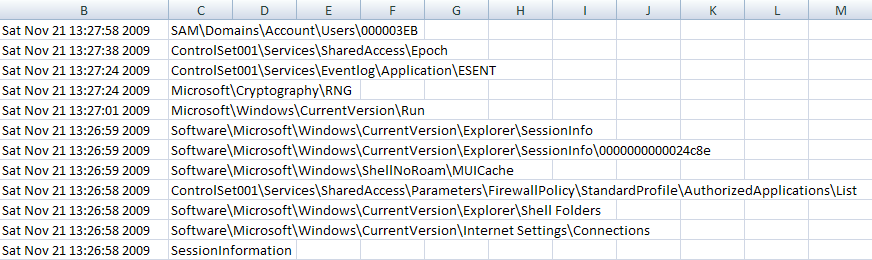 B C D E F G H I J K L M
Sat Nov 21 13:27:58 2009 SAM\Domains\Account\Users\000003EB
Sat Nov 21 13:27:38 2009 ControlSet001\Services\SharedAccess\Epoch
Sat Nov 21 13:27:24 2009 ControlSet001\Services\Eventlog\Application\ESENT
Sat Nov 21 13:27:24 2009 Microsoft\Cryptography\RNG
Sat Nov 21 13:27:01 2009 Microsoft\Windows\CurrentVersion\Run
Sat Nov 21 13:26:59 2009 Software\Microsoft\Windows\CurrentVersion\Explorer\SessionInfo
Sat Nov 21 13:26:59 2009 Software\Microsoft\Windows\CurrentVersion\Explorer\SessionInfo\0000000000024c8e
Sat Nov 21 13:26:59 2009 Software\Microsoft\Windows\ShellNoRoam\MUICache
Sat Nov 21 13:26:58 2009 ControlSet001\Services\SharedAccess\Parameters\FirewallPolicy\StandardProfile\AuthorizedApplications\List
Sat Nov 21 13:26:58 2009 Software\Microsoft\Windows\CurrentVersion\Explorer\Shell Folders
Sat Nov 21 13:26:58 2009 Software\Microsoft\Windows\CurrentVersion\Internet Settings\Connections
Sat Nov 21 13:26:58 2009 SessionInformation